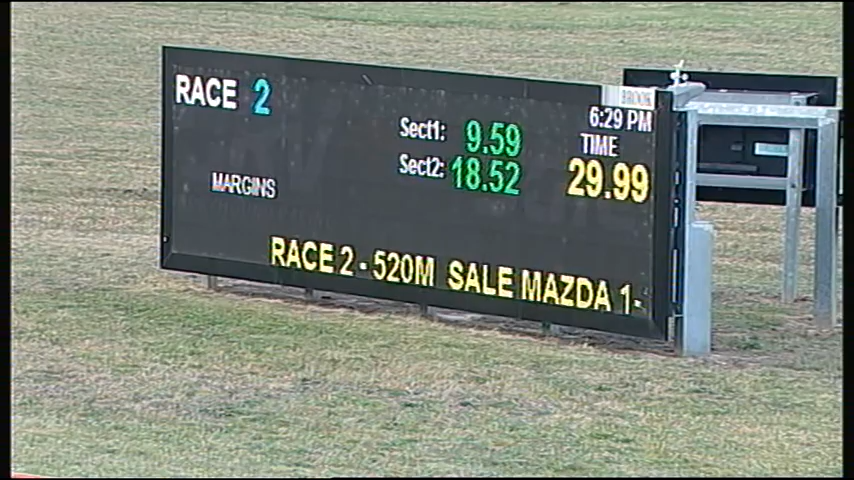 RACE 2
BROOK
6:29 PM
Sect1: 9.59
TIME
Sect2: 18.52
29.99
MARGINS
RACE 2 - 520M SALE MAZDA 1-